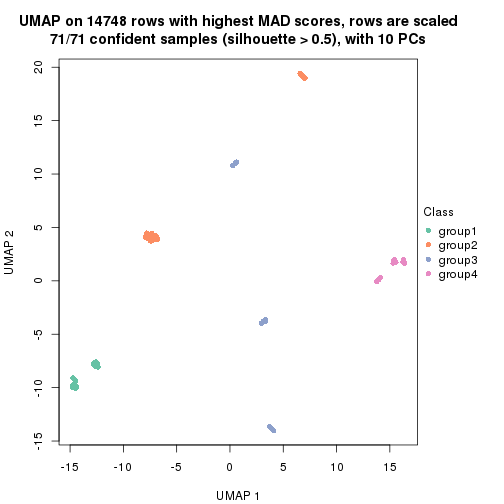 UMAP on 14748 rows with highest MAD scores, rows are scaled
71/71 confident samples (silhouette > 0.5), with 10 PCs
20
15
10
5
0
-5
-10
-15
UMAP 2
-15 -10 -5 0 5 10 15
UMAP 1
Class
group1
group2
group3
group4